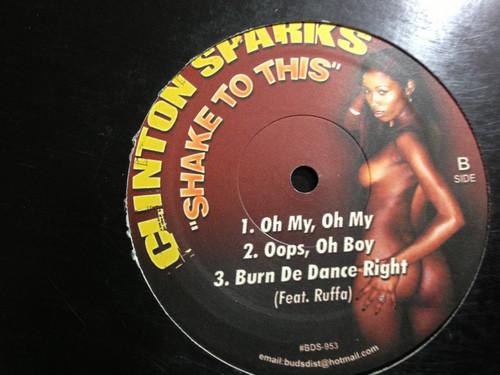 CLINTON SPARKS
"SHAKE TO THIS"
B
SIDE
1. Oh My, Oh My
2. Oops, Oh Boy
3. Burn De Dance Right
(Feat. Ruffa)
#BDS-953
email:budsdist@hotmail.com